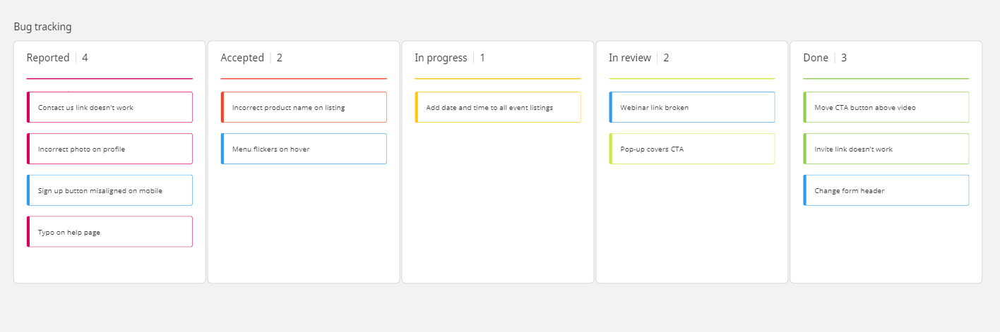 Bug tracking
Reported 4
Contact us link doesn't work
Incorrect photo on profile
Sign up button misaligned on mobile
Typo on help page
Accepted 2
Incorrect product name on listing
Menu flickers on hover
In progress 1
Add date and time to all event listings
In review 2
Webinar link broken
Pop-up covers CTA
Done 3
Move CTA button above video
Invite link doesn't work
Change form header